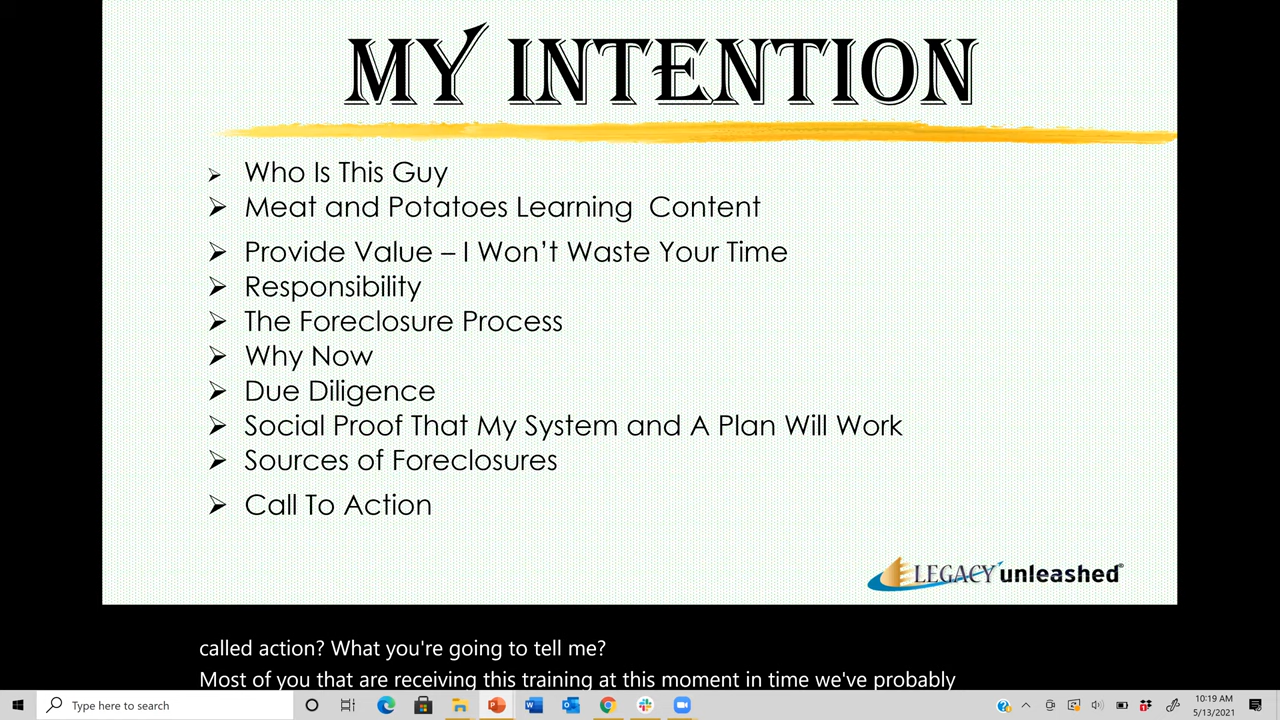 MY INTENTION
Who Is This Guy
Meat and Potatoes Learning Content
Provide Value – I Won't Waste Your Time
Responsibility
The Foreclosure Process
Why Now
Due Diligence
Social Proof That My System and A Plan Will Work
Sources of Foreclosures
Call To Action
LEGACY unleashed®
called action? What you're going to tell me?
Most of you that are receiving this training at this moment in time we've probably
Type here to search
10:19 AM
5/13/2021